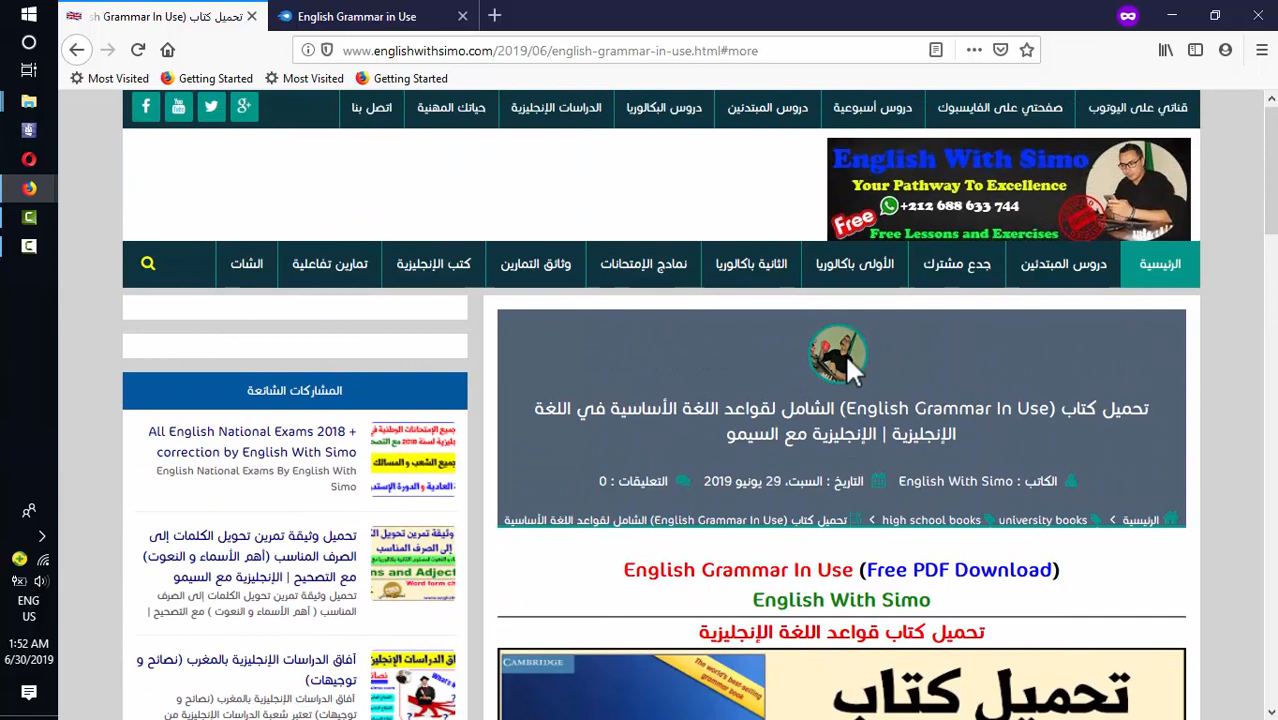 تحميل كتاب (English Grammar In Use
English Grammar in Use
www.englishwithsimo.com/2019/06/english-grammar-in-use.html#more
Most Visited
Getting Started
Most Visited
Getting Started
قناتي على اليوتوب
صفحتي على الفايسبوك
دروس أسبوعية
دروس المبتدئين
دروس البكالوريا
الدراسات الإنجليزية
حياتك المهنية
اتصل بنا
English With Simo
Your Pathway To Excellence
+212 688 633 744
Free
Free Lessons and Exercises
الرئيسية
دروس المبتدئين
جدع مشترك
الأولى باكالوريا
الثانية باكالوريا
نمادج الإمتحانات
وثائق التمارين
كتب الإنجليزية
تمارين تفاعلية
الشات
تحميل كتاب (English Grammar In Use) الشامل لقواعد اللغة الأساسية في اللغة
الإنجليزية | الإنجليزية مع السيمو
الكاتب : English With Simo
التاريخ : السبت، 29 يونيو 2019
التعليقات : 0
الرئيسية
university books
high school books
تحميل كتاب (English Grammar In Use) الشامل لقواعد اللغة الأساسية
English Grammar In Use (Free PDF Download)
English With Simo
تحميل كتاب قواعد اللغة الإنجليزية
CAMBRIDGE
The world's best-selling
grammar book
تحميل كتاب
المشاركات الشائعة
All English National Exams 2018 +
correction by English With Simo
English National Exams By English With
Simo
تحميل وثيقة تمرين تحويل الكلمات إلى
الصرف المناسب (أهم الأسماء و النعوت)
مع التصحيح | الإنجليزية مع السيمو
تحميل وثيقة تمرين تحويل الكلمات إلى الصرف
المناسب ( أهم الأسماء و النعوت ) مع التصحيح |
آفاق الدراسات الإنجليزية بالمغرب (نصائح و
توجيهات)
آفاق الدراسات الإنجليزية بالمغرب (نصائح و
توجيهات) تعتبر شعبة الدراسات الإنجليزية من
ENG
US
1:52 AM
6/30/2019